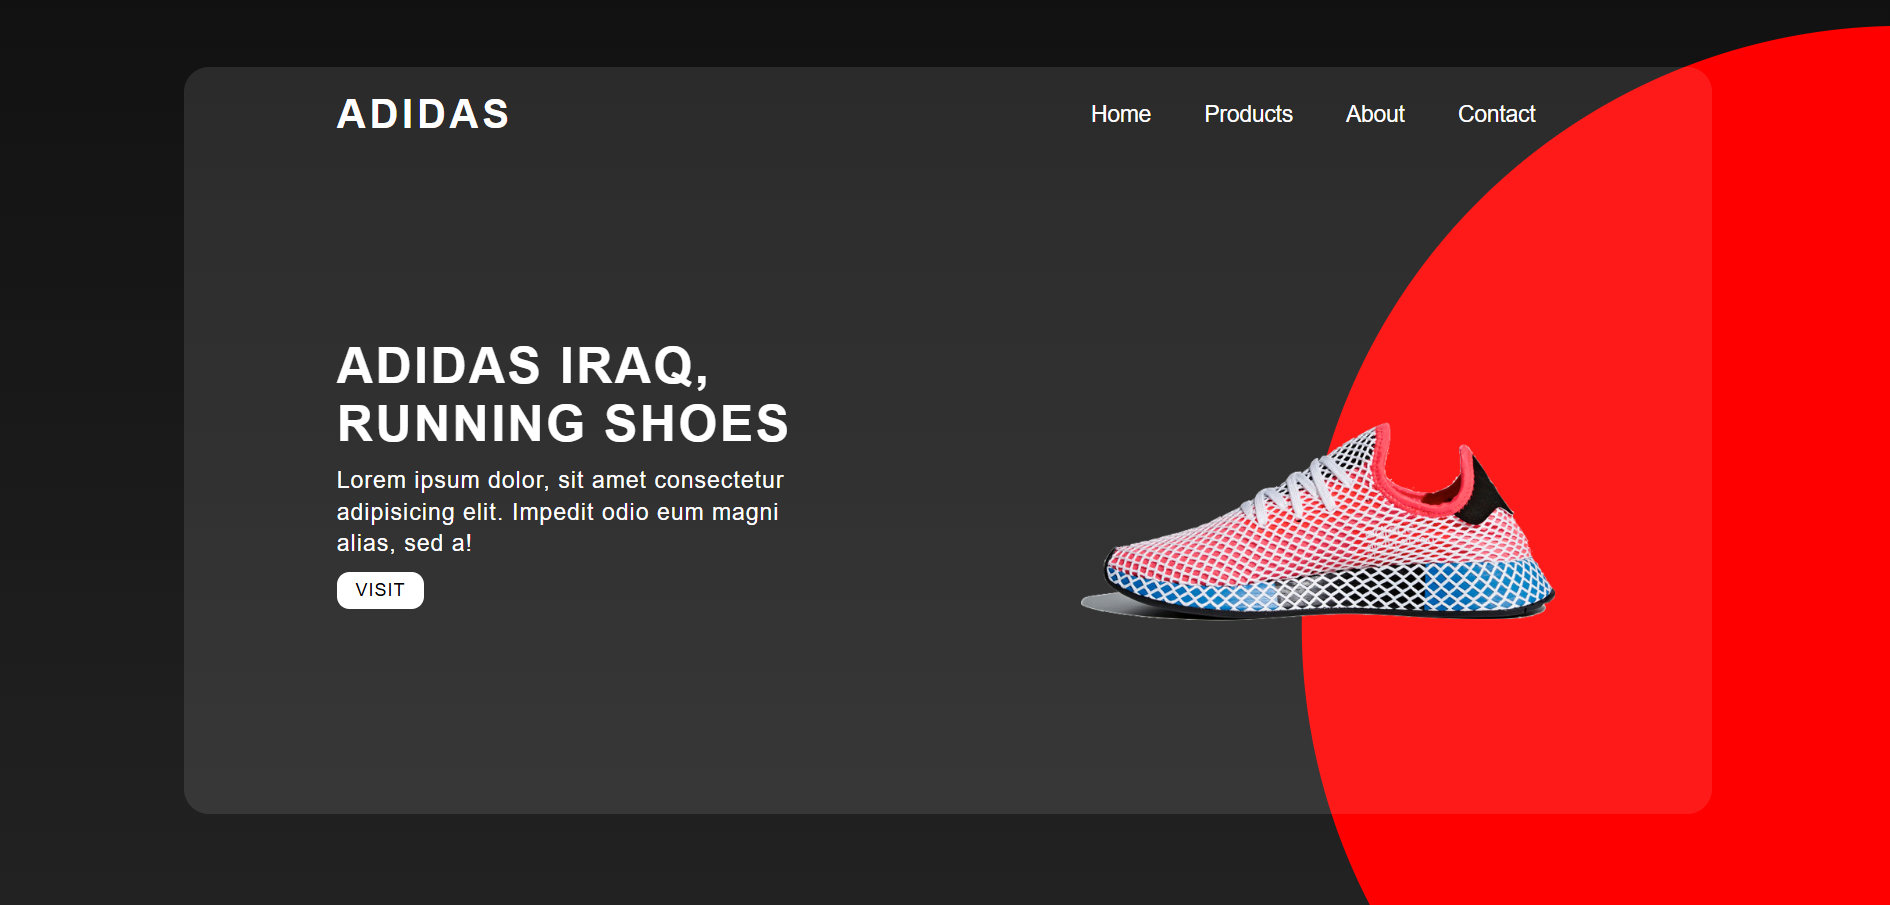 ADIDAS
Home Products About Contact
ADIDAS IRAQ,
RUNNING SHOES
Lorem ipsum dolor, sit amet consectetur
adipisicing elit. Impedit odio eum magni
alias, sed a!
VISIT